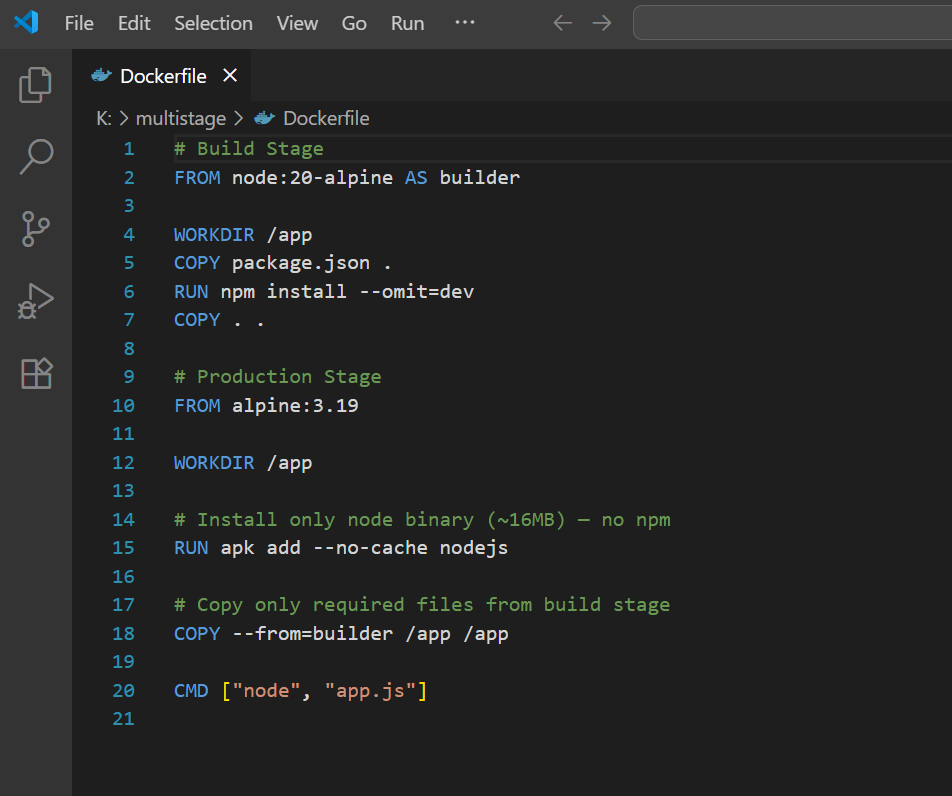 File Edit Selection View Go Run ···
Dockerfile
K: > multistage > Dockerfile
1 # Build Stage
2 FROM node:20-alpine AS builder
3
4 WORKDIR /app
5 COPY package.json .
6 RUN npm install --omit=dev
7 COPY . .
8
9 # Production Stage
10 FROM alpine:3.19
11
12 WORKDIR /app
13
14 # Install only node binary (~16MB) — no npm
15 RUN apk add --no-cache nodejs
16
17 # Copy only required files from build stage
18 COPY --from=builder /app /app
19
20 CMD ["node", "app.js"]
21